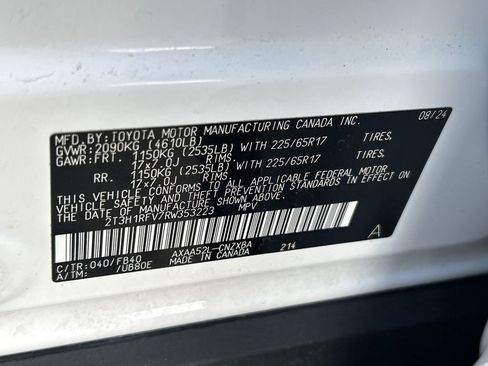 MFD. BY: TOYOTA MOTOR MANUFACTURING CANADA INC. 08/24
GVWR: 2090KG (4610LB)
GAWR: FRT. 1150KG (2535LB) WITH 225/65R17 TIRES,
17x7.0J RIMS,
RR. 1150KG (2535LB) WITH 225/65R17 TIRES,
RIMS,
THIS VEHICLE CONFORMS TO ALL APPLICABLE FEDERAL MOTOR
VEHICLE SAFETY AND THEFT PREVENTION STANDARDS
IN EFFECT ON THE DATE OF MANUFACTURE SHOWN ABOVE.
2T3H1RFV7RW353223 MPV
C/TR: 040/FB40 AXAA52L-CNZXBA 214 A
A/TM: /UB80E MADE IN CANADA